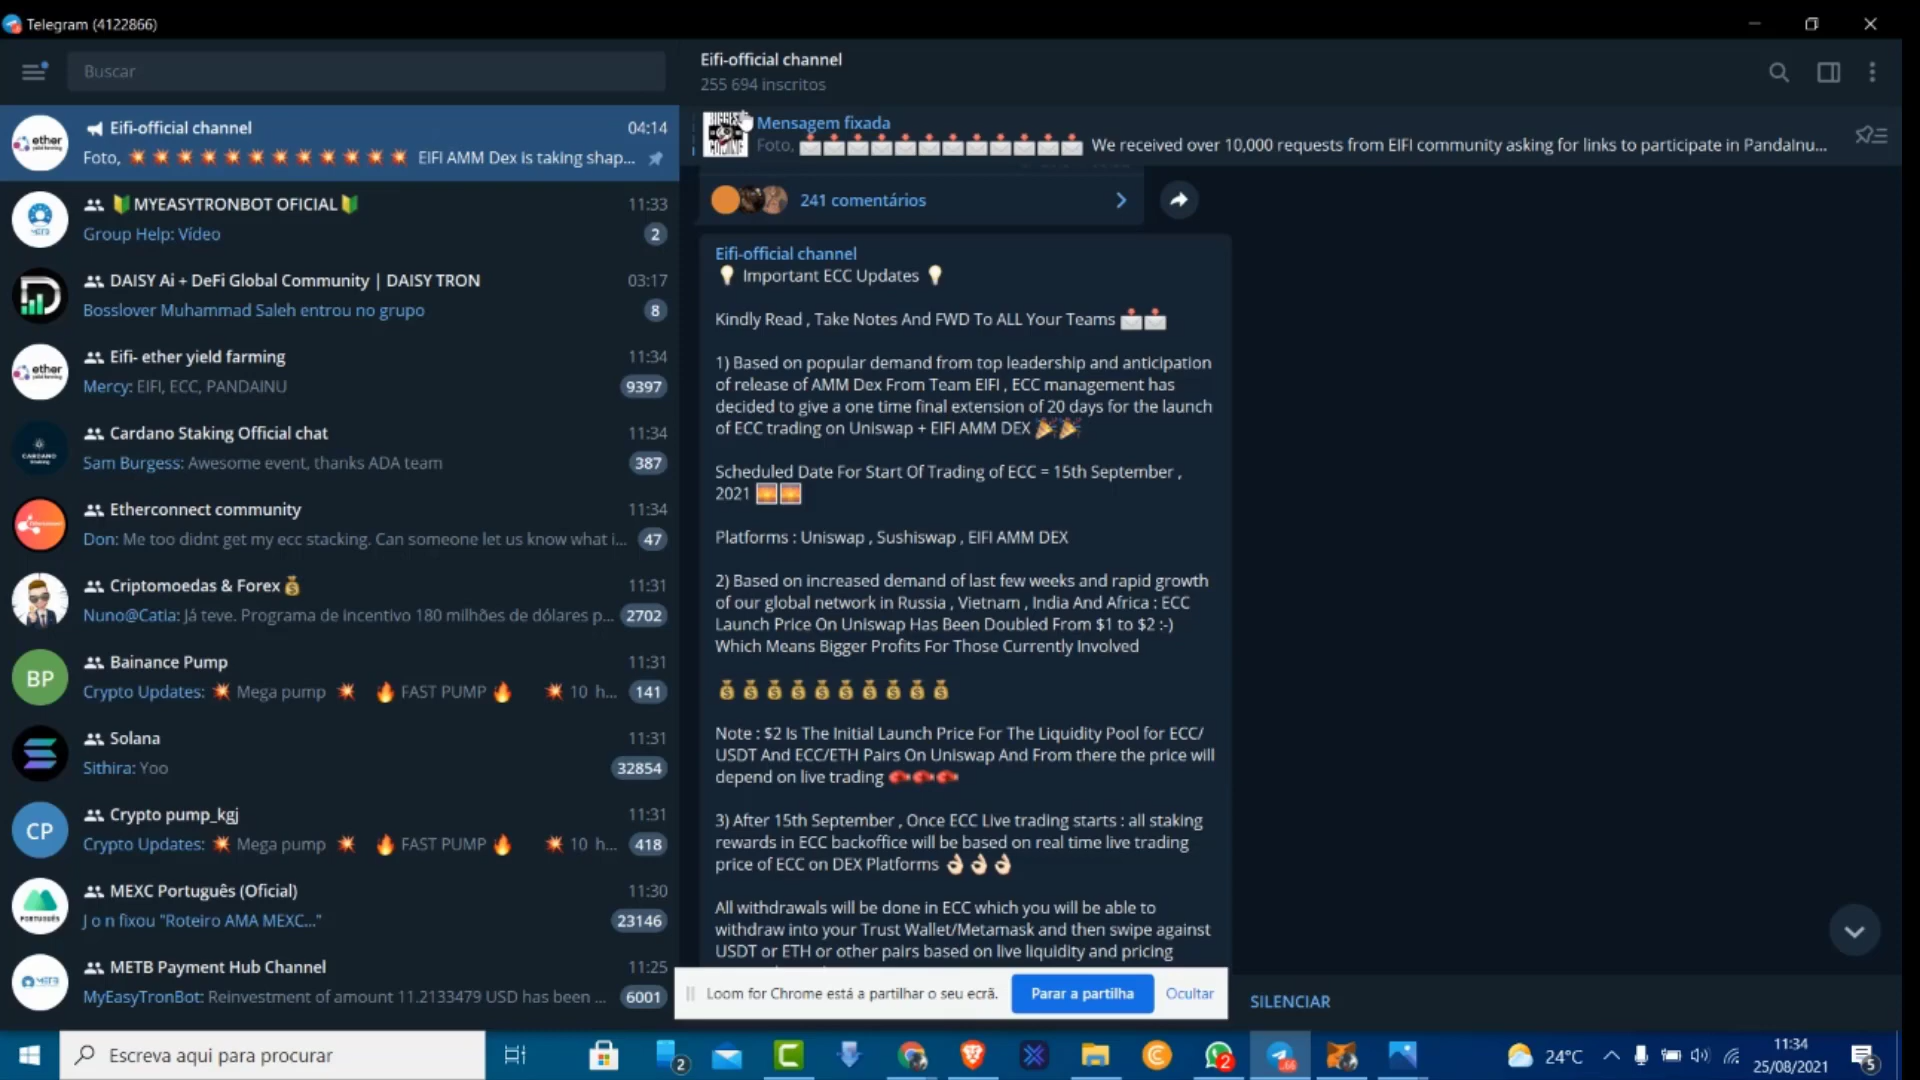 Telegram (4122866)
Buscar
Eifi-official channel 04:14
Foto, EIFI AMM Dex is taking shap...
MYEASYTRONBOT OFICIAL 11:33
Group Help: Vídeo 2
DAISY Ai + DeFi Global Community | DAISY TRON 03:17
Bosslover Muhammad Saleh entrou no grupo 8
Eifi- ether yield farming 11:34
Mercy: EIFI, ECC, PANDAINU 9397
Cardano Staking Official chat 11:34
Sam Burgess: Awesome event, thanks ADA team 387
Etherconnect community 11:34
Don: Me too didnt get my ecc stacking. Can someone let us know what i... 47
Criptomoedas & Forex 11:31
Nuno@Catia: Já teve. Programa de incentivo 180 milhões de dólares p... 2702
BP
Bainance Pump 11:31
Crypto Updates: 💥 Mega pump 💥 🔥 FAST PUMP 🔥 💥 10 h... 141
Solana 11:31
Sithira: Yoo 32854
CP
Crypto pump_kgj 11:31
Crypto Updates: 💥 Mega pump 💥 🔥 FAST PUMP 🔥 💥 10 h... 418
MEXC Português (Oficial) 11:30
J o n fixou "Roteiro AMA MEXC..." 23146
METB Payment Hub Channel 11:25
MyEasyTronBot: Reinvestment of amount 11.2133479 USD has been ... 6001
Eifi-official channel
255 694 inscritos
Mensagem fixada
Foto, We received over 10,000 requests from EIFI community asking for links to participate in PandaInu...
241 comentários
Eifi-official channel
💡 Important ECC Updates 💡
Kindly Read , Take Notes And FWD To ALL Your Teams 📩📩
1) Based on popular demand from top leadership and anticipation
of release of AMM Dex From Team EIFI , ECC management has
decided to give a one time final extension of 20 days for the launch
of ECC trading on Uniswap + EIFI AMM DEX 🎉🎉
Scheduled Date For Start Of Trading of ECC = 15th September ,
2021
Platforms : Uniswap , Sushiswap , EIFI AMM DEX
2) Based on increased demand of last few weeks and rapid growth
of our global network in Russia , Vietnam , India And Africa : ECC
Launch Price On Uniswap Has Been Doubled From $1 to $2 :-)
Which Means Bigger Profits For Those Currently Involved
💰💰💰💰💰💰💰💰💰💰
Note : $2 Is The Initial Launch Price For The Liquidity Pool for ECC/
USDT And ECC/ETH Pairs On Uniswap And From there the price will
depend on live trading
3) After 15th September , Once ECC Live trading starts : all staking
rewards in ECC backoffice will be based on real time live trading
price of ECC on DEX Platforms 👌🏻👌🏻👌🏻
All withdrawals will be done in ECC which you will be able to
withdraw into your Trust Wallet/Metamask and then swipe against
USDT or ETH or other pairs based on live liquidity and pricing
Loom for Chrome está a partilhar o seu ecrã. Parar a partilha Ocultar
SILENCIAR
Escreva aqui para procurar
2
2
24°C
11:34
25/08/2021
5